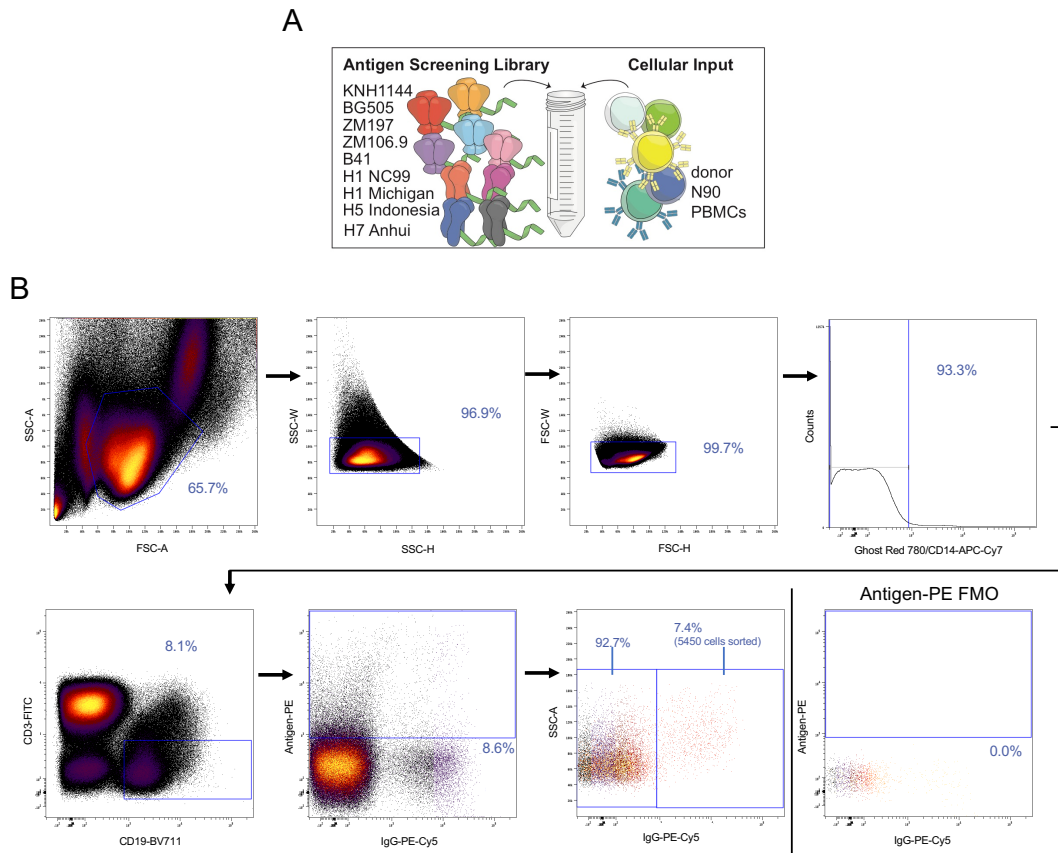 A
Antigen Screening Library
Cellular Input
KNH1144
BG505
ZM197
ZM106.9
B41
H1 NC99
H1 Michigan
H5 Indonesia
H7 Anhui
donor
N90
PBMCs
B
SSC-A
65.7%
FSC-A
SSC-W
96.9%
SSC-H
FSC-W
99.7%
FSC-H
Counts
93.3%
Ghost Red 780/CD14-APC-Cy7
CD3-FITC
8.1%
CD19-BV711
Antigen-PE
8.6%
IgG-PE-Cy5
SSC-A
92.7%
7.4%
(5450 cells sorted)
IgG-PE-Cy5
Antigen-PE FMO
Antigen-PE
0.0%
IgG-PE-Cy5